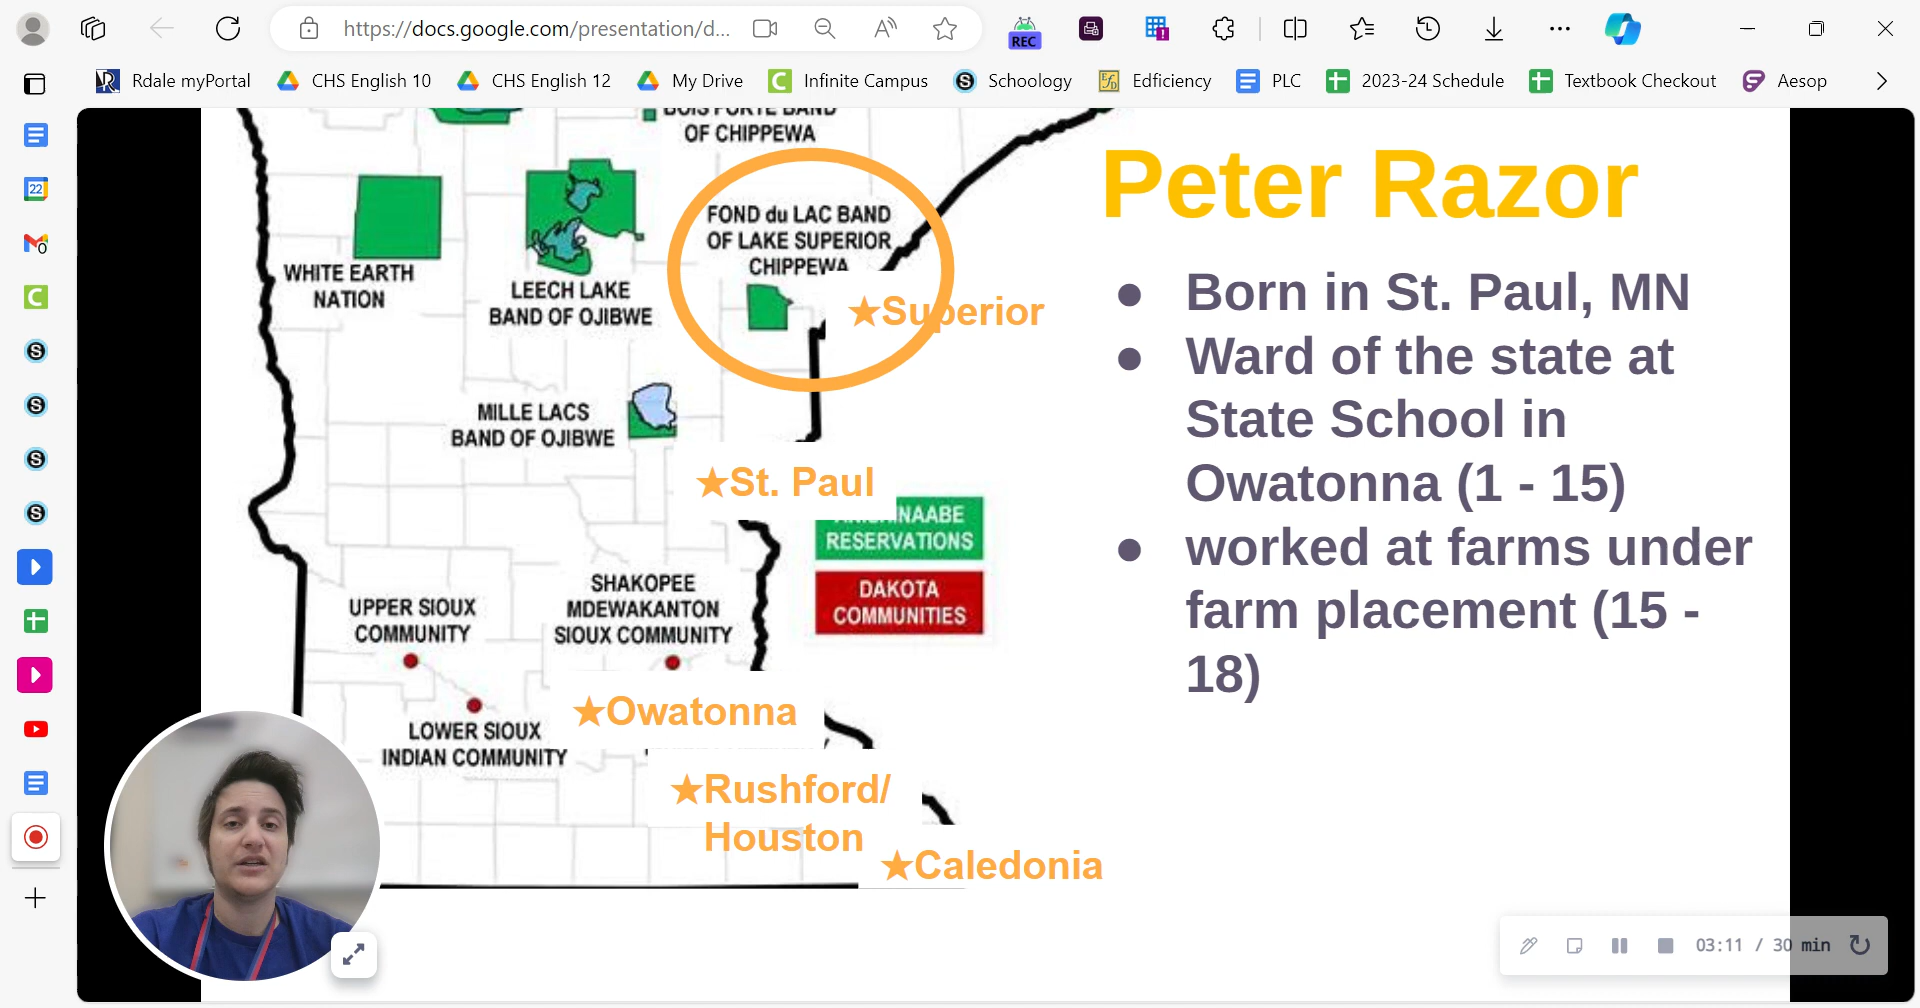 https://docs.google.com/presentation/d...
REC
Rdale myPortal
CHS English 10
CHS English 12
My Drive
Infinite Campus
Schoology
Edficiency
PLC
2023-24 Schedule
Textbook Checkout
Aesop
22
BOIS FORTE BAND
OF CHIPPEWA
FOND du LAC BAND
OF LAKE SUPERIOR
CHIPPEWA
WHITE EARTH
NATION
LEECH LAKE
BAND OF OJIBWE
★Superior
MILLE LACS
BAND OF OJIBWE
★St. Paul
RESERVATIONS
DAKOTA
COMMUNITIES
SHAKOPEE
MDEWAKANTON
SIOUX COMMUNITY
UPPER SIOUX
COMMUNITY
★Owatonna
LOWER SIOUX
INDIAN COMMUNITY
★Rushford/
Houston
★Caledonia
Peter Razor
● Born in St. Paul, MN
● Ward of the state at
State School in
Owatonna (1 - 15)
● worked at farms under
farm placement (15 -
18)
03:11 / 30 min